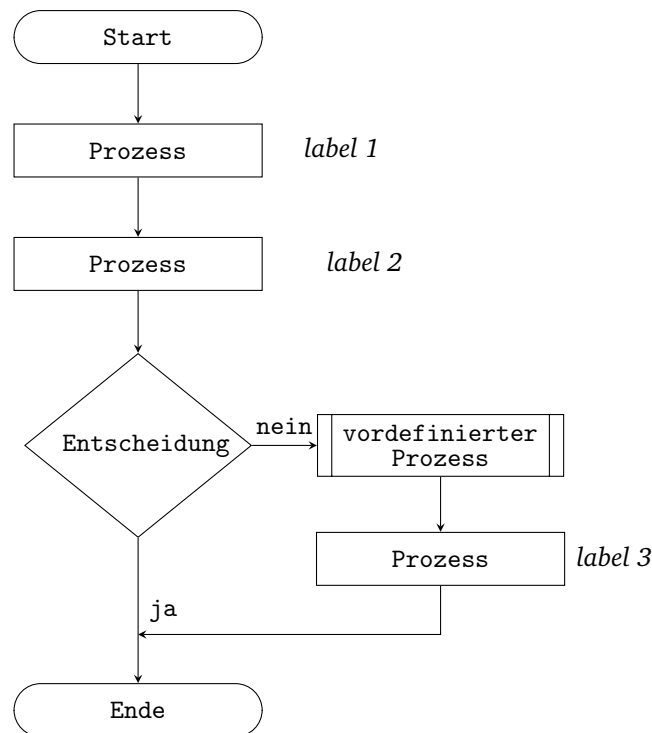 Start
Prozess
label 1
Prozess
label 2
Entscheidung
nein
vordefinierter
Prozess
Prozess
label 3
ja
Ende